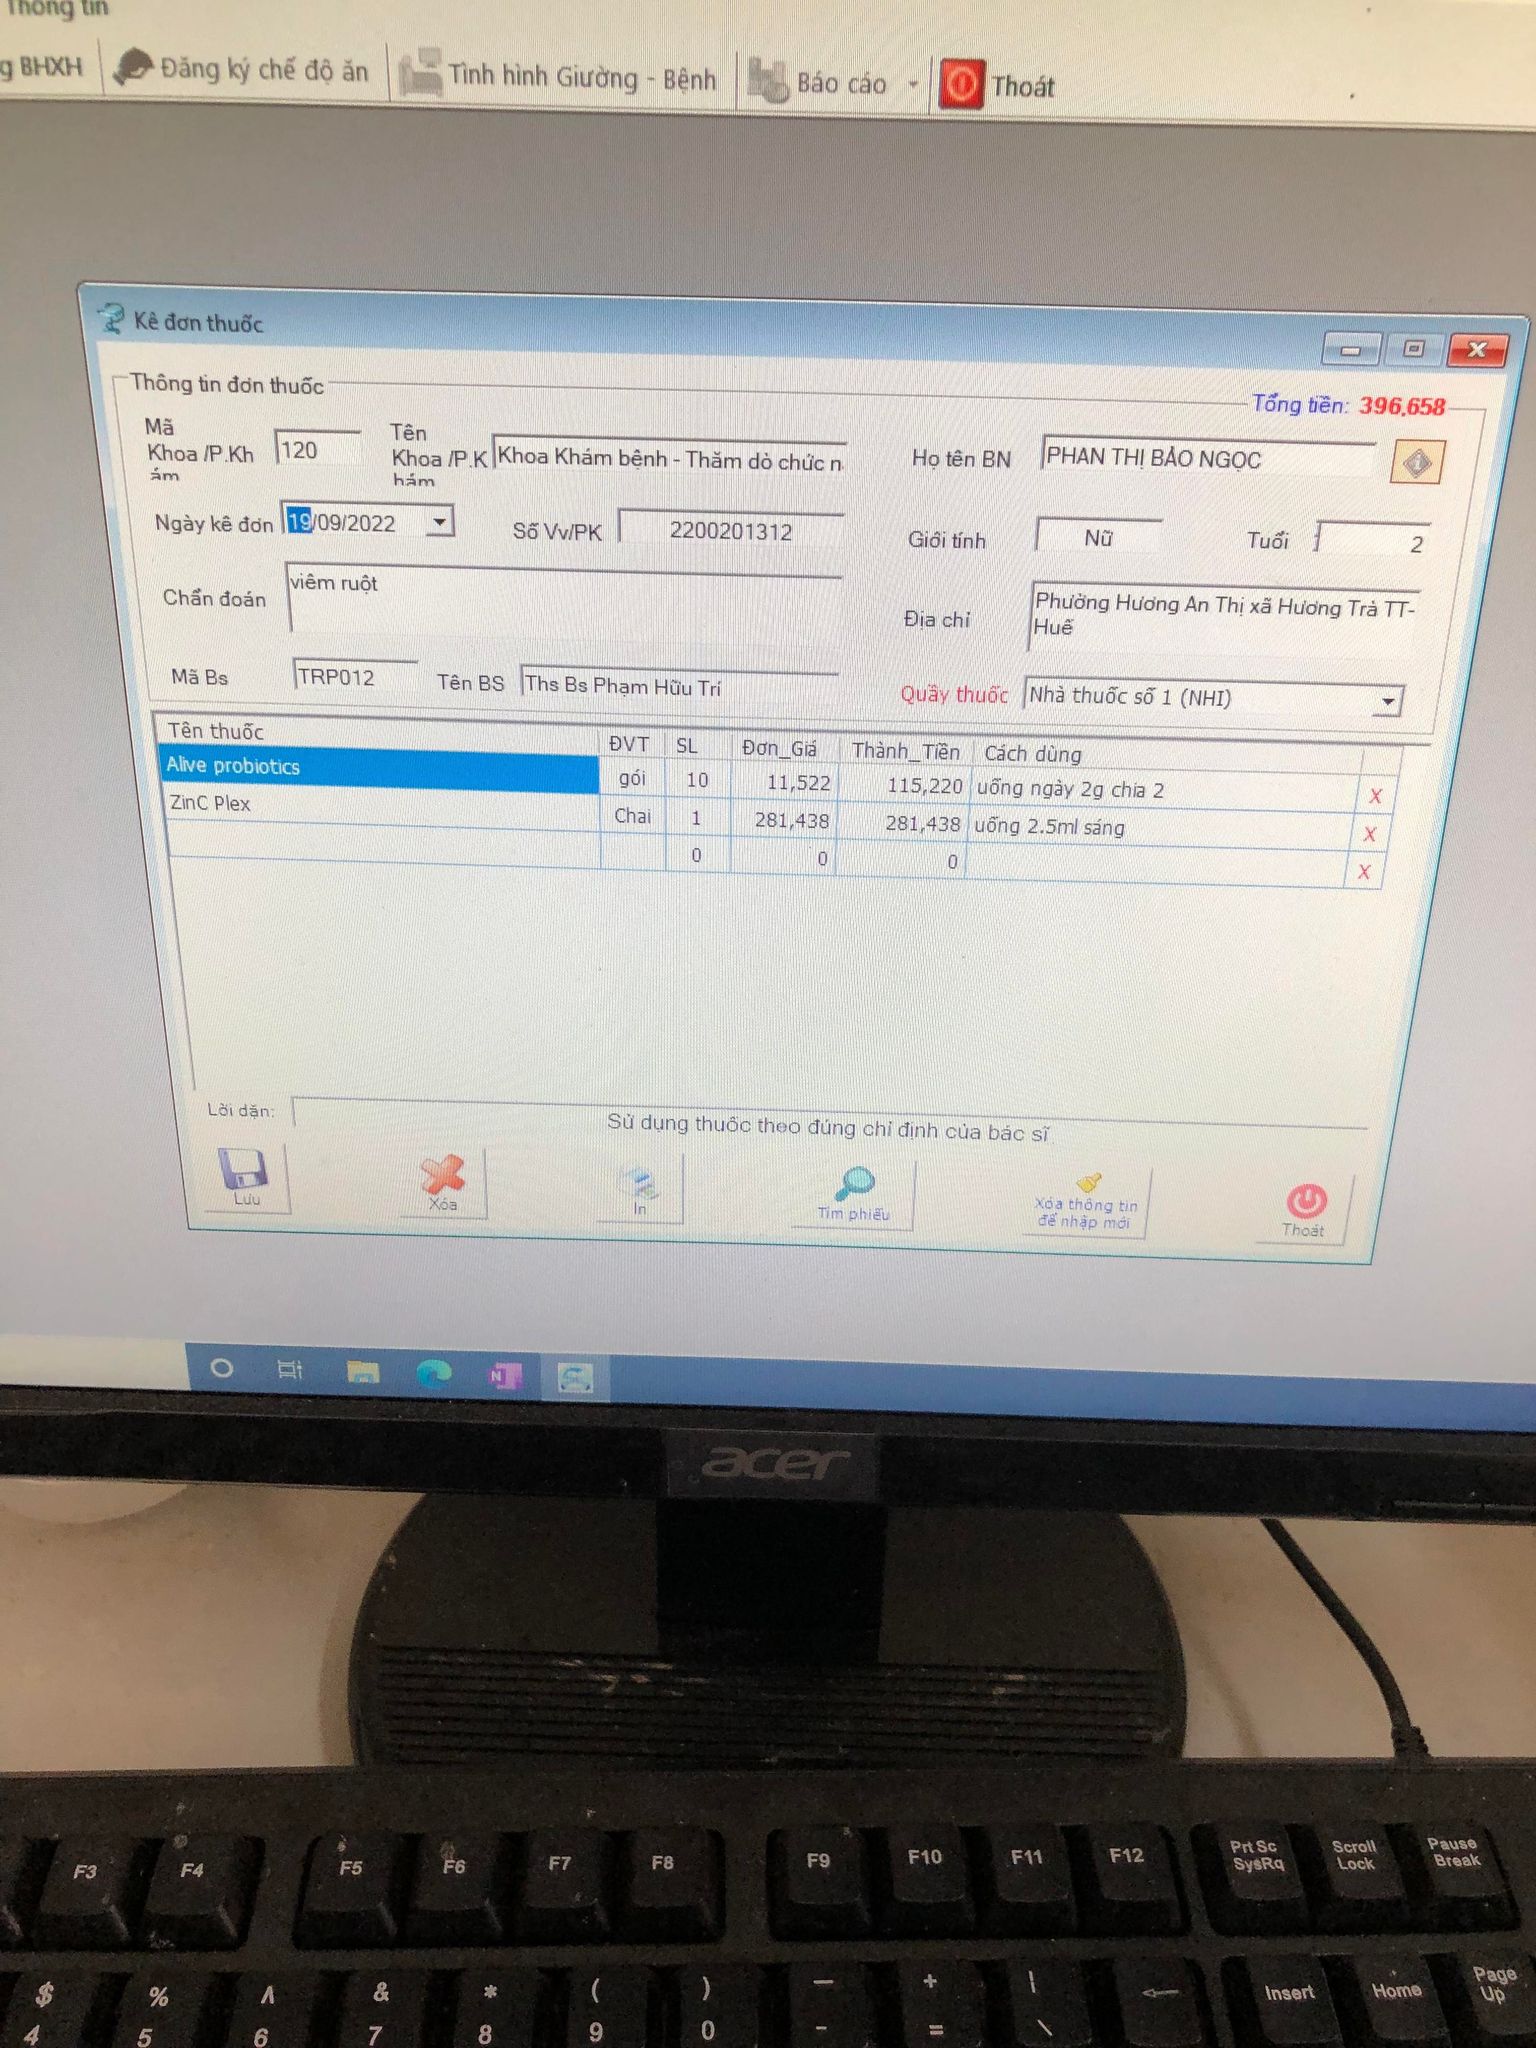 Thông tin
g BHXH Đăng ký chế độ ăn Tình hình Giường - Bệnh Báo cáo Thoát
Kê đơn thuốc
Thông tin đơn thuốc
Tổng tiền: 396,658
Mã Khoa /P.Kh ám 120 Tên Khoa /P.K hám Khoa Khám bệnh - Thăm dò chức n Họ tên BN PHAN THỊ BẢO NGỌC
Ngày kê đơn 19/09/2022 Số Vv/PK 2200201312 Giới tính Nữ Tuổi 2
Chẩn đoán viêm ruột Địa chỉ Phường Hương An Thị xã Hương Trà TT-
Huế
Mã Bs TRP012 Tên BS Ths Bs Phạm Hữu Trí Quầy thuốc Nhà thuốc số 1 (NHI)
Tên thuốc ĐVT SL Đơn_Giá Thành_Tiền Cách dùng
Alive probiotics gói 10 11,522 115,220 uống ngày 2g chia 2 X
ZinC Plex Chai 1 281,438 281,438 uống 2.5ml sáng X
0 0 0 X
Lời dặn: Sử dụng thuốc theo đúng chỉ định của bác sĩ
Lưu Xóa In Tìm phiếu Xóa thông tin
để nhập mới Thoát
N
acer
F3 F4 F5 F6 F7 F8 F9 F10 F11 F12 Prt Sc
SysRq Scroll
Lock Pause
Break
$ % ^ & * ( ) — + | ← Insert Home Page
Up
4 5 6 7 8 9 0 - = \